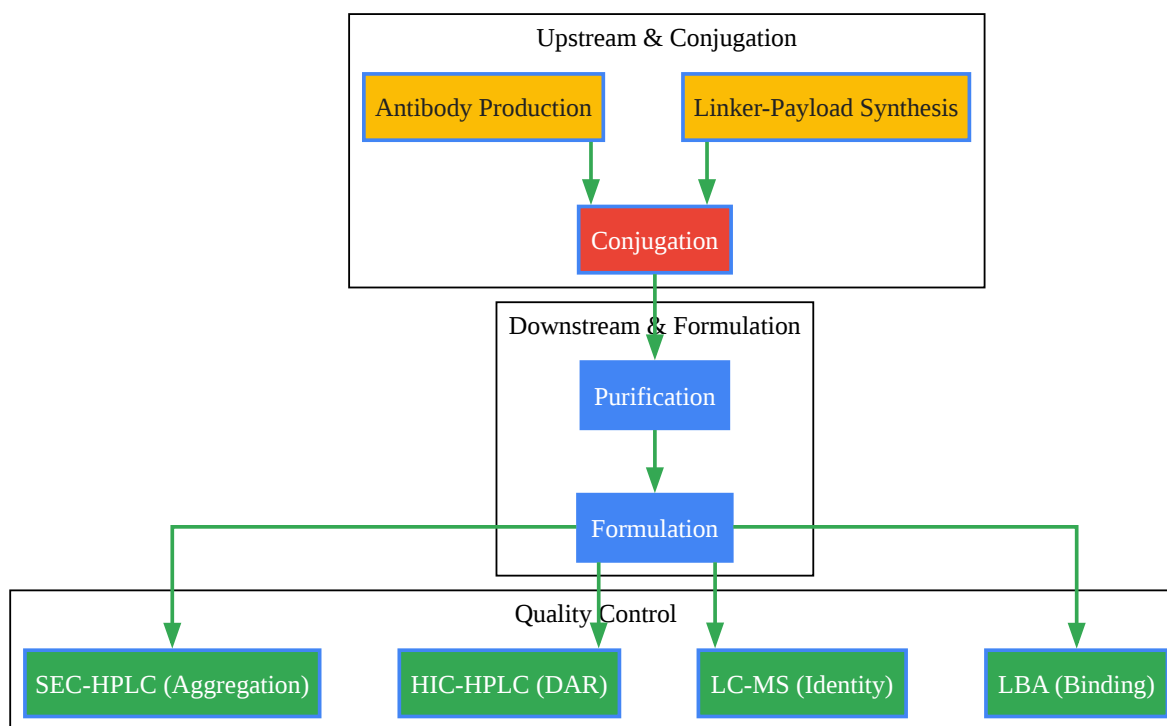 Upstream & Conjugation
Antibody Production
Linker-Payload Synthesis
Conjugation
Downstream & Formulation
Purification
Formulation
Quality Control
SEC-HPLC (Aggregation)
HIC-HPLC (DAR)
LC-MS (Identity)
LBA (Binding)